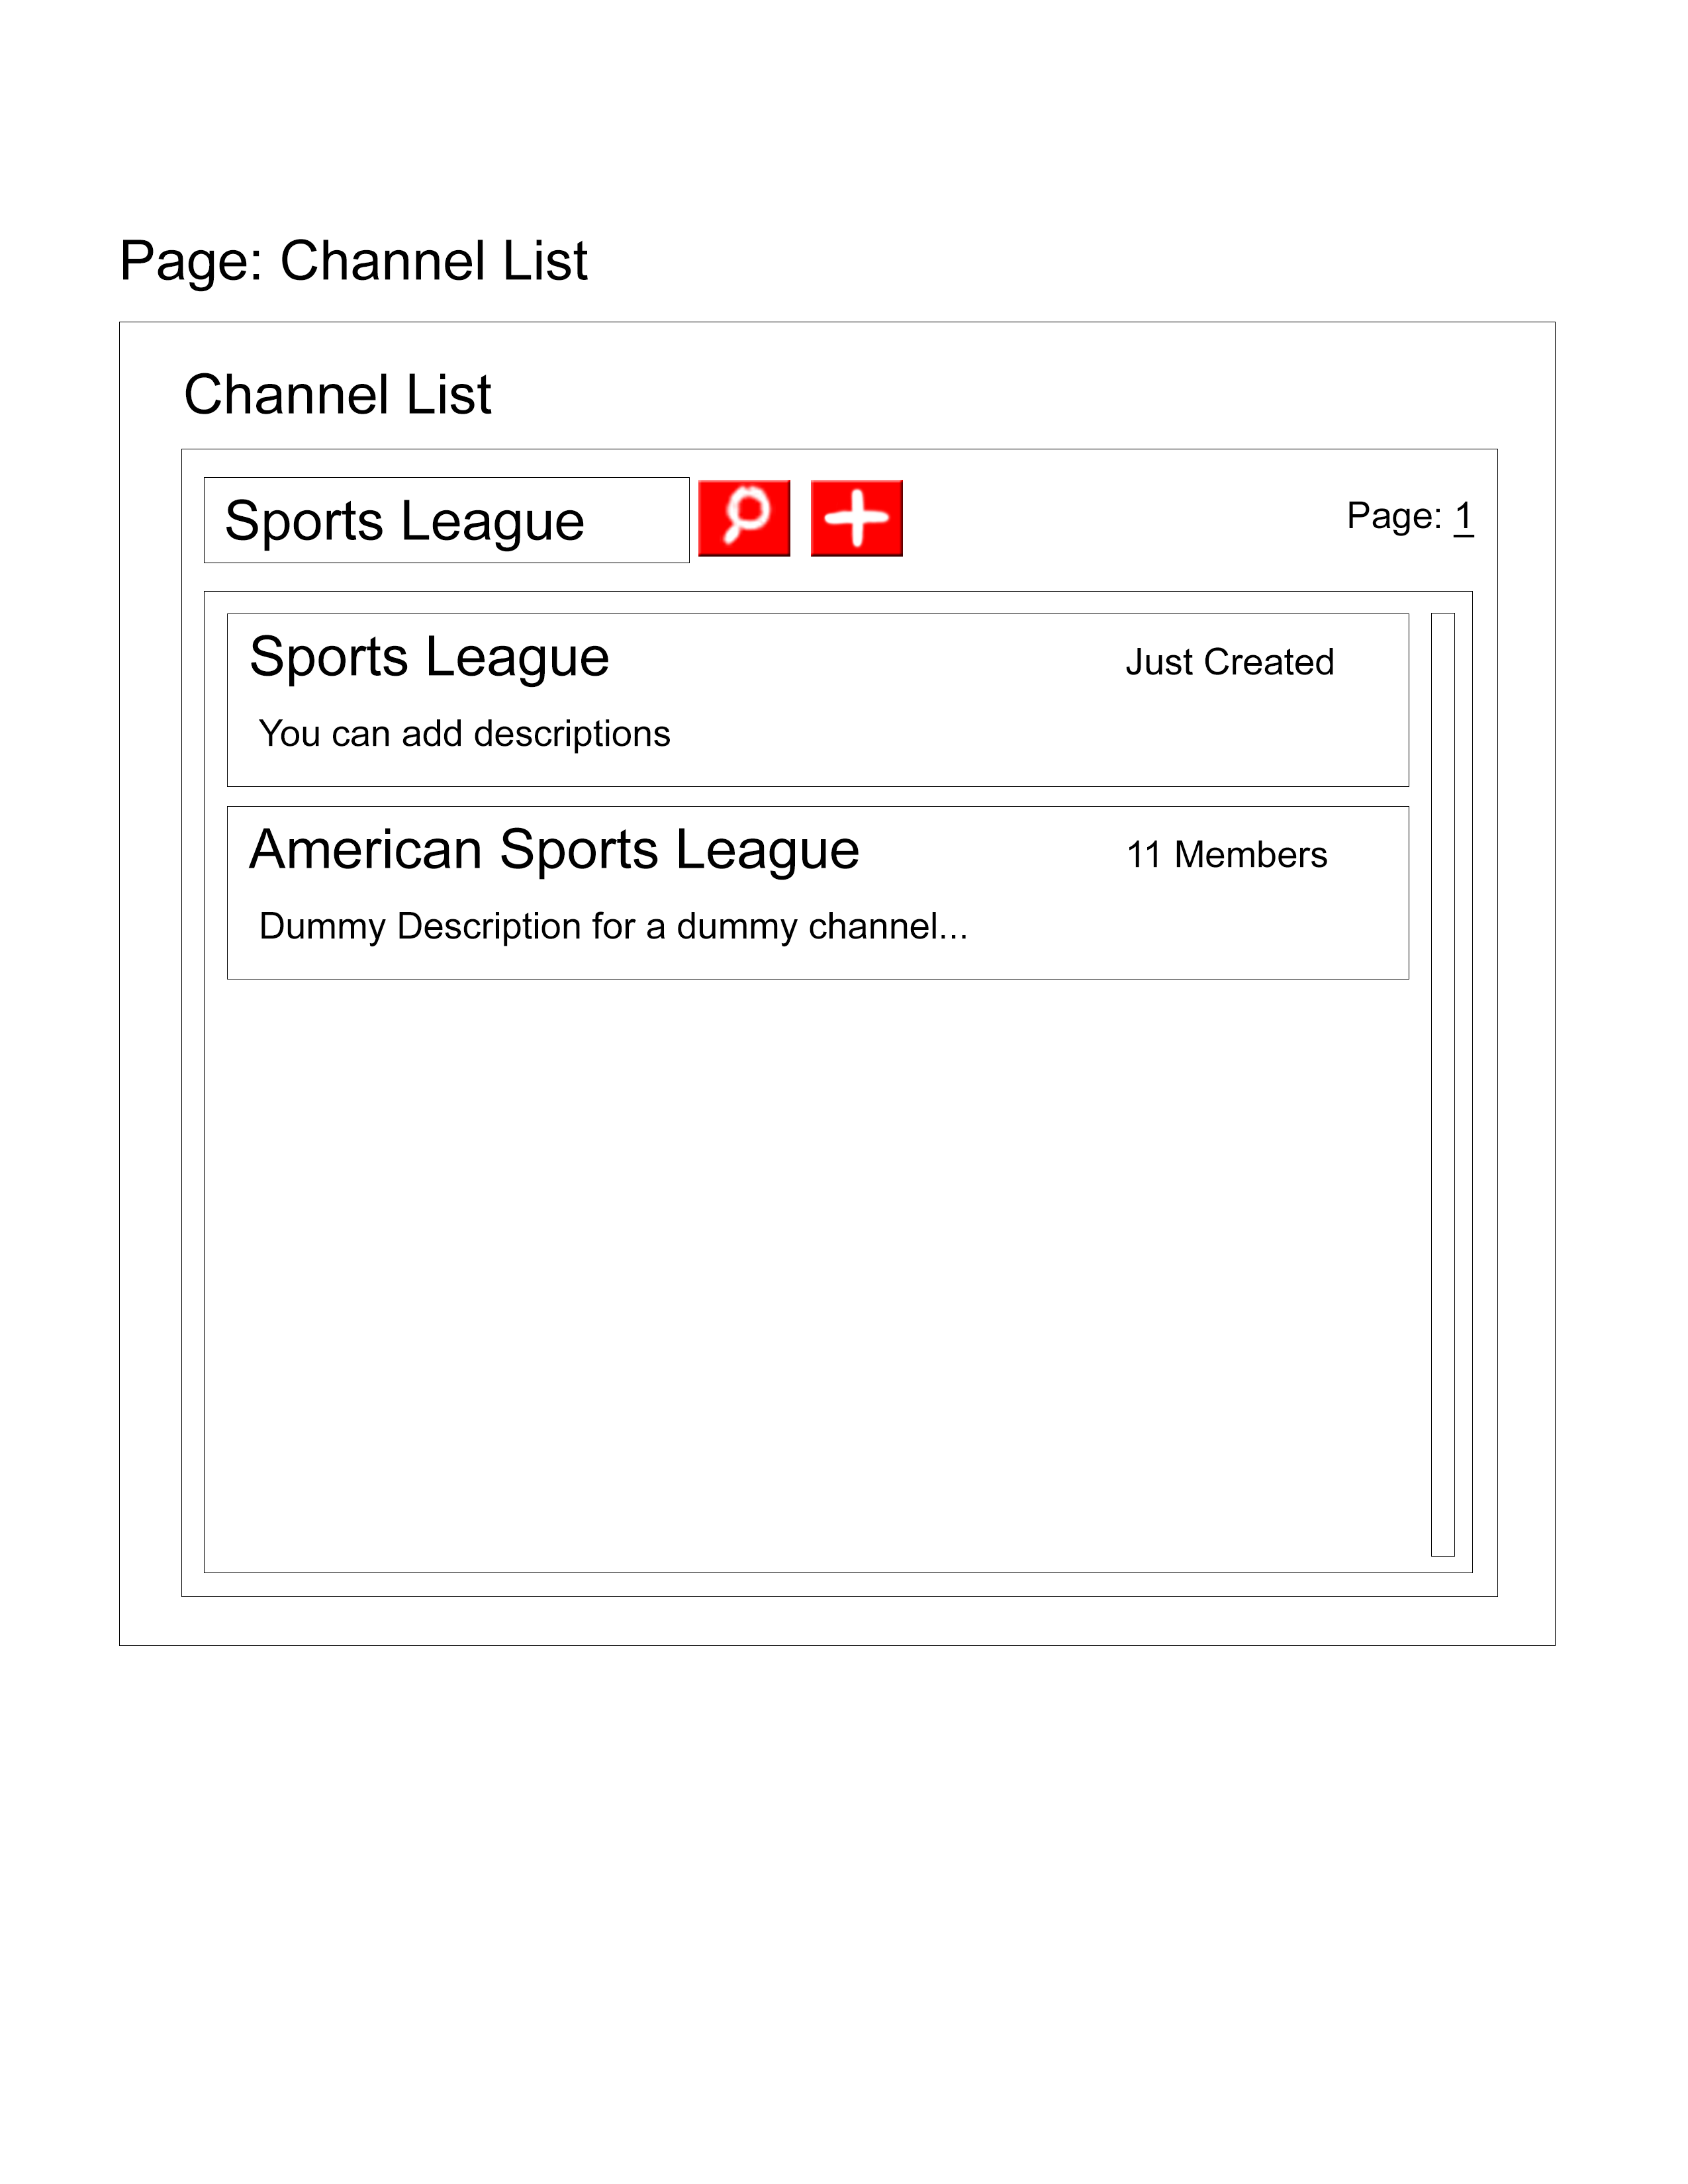 Page: Channel List
Channel List
Sports League
Page: 1
Sports League
Just Created
You can add descriptions
American Sports League
11 Members
Dummy Description for a dummy channel...